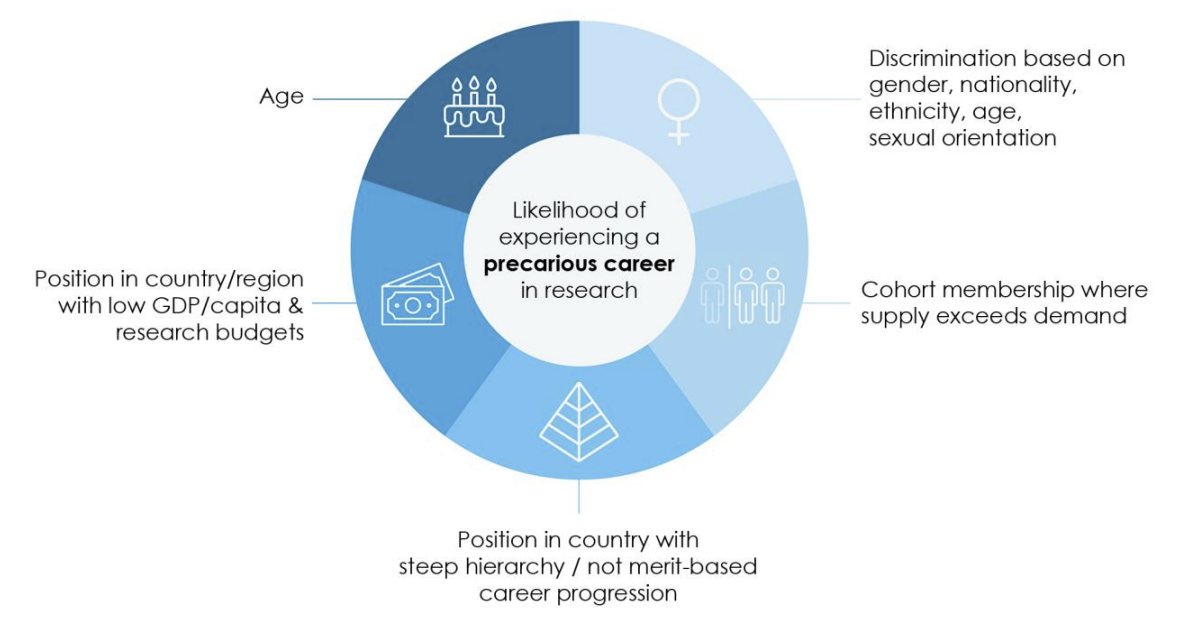 Age
Discrimination based on
gender, nationality,
ethnicity, age,
sexual orientation
Likelihood of
experiencing a
precarious career
in research
Position in country/region
with low GDP/capita &
research budgets
Cohort membership where
supply exceeds demand
Position in country with
steep hierarchy / not merit-based
career progression